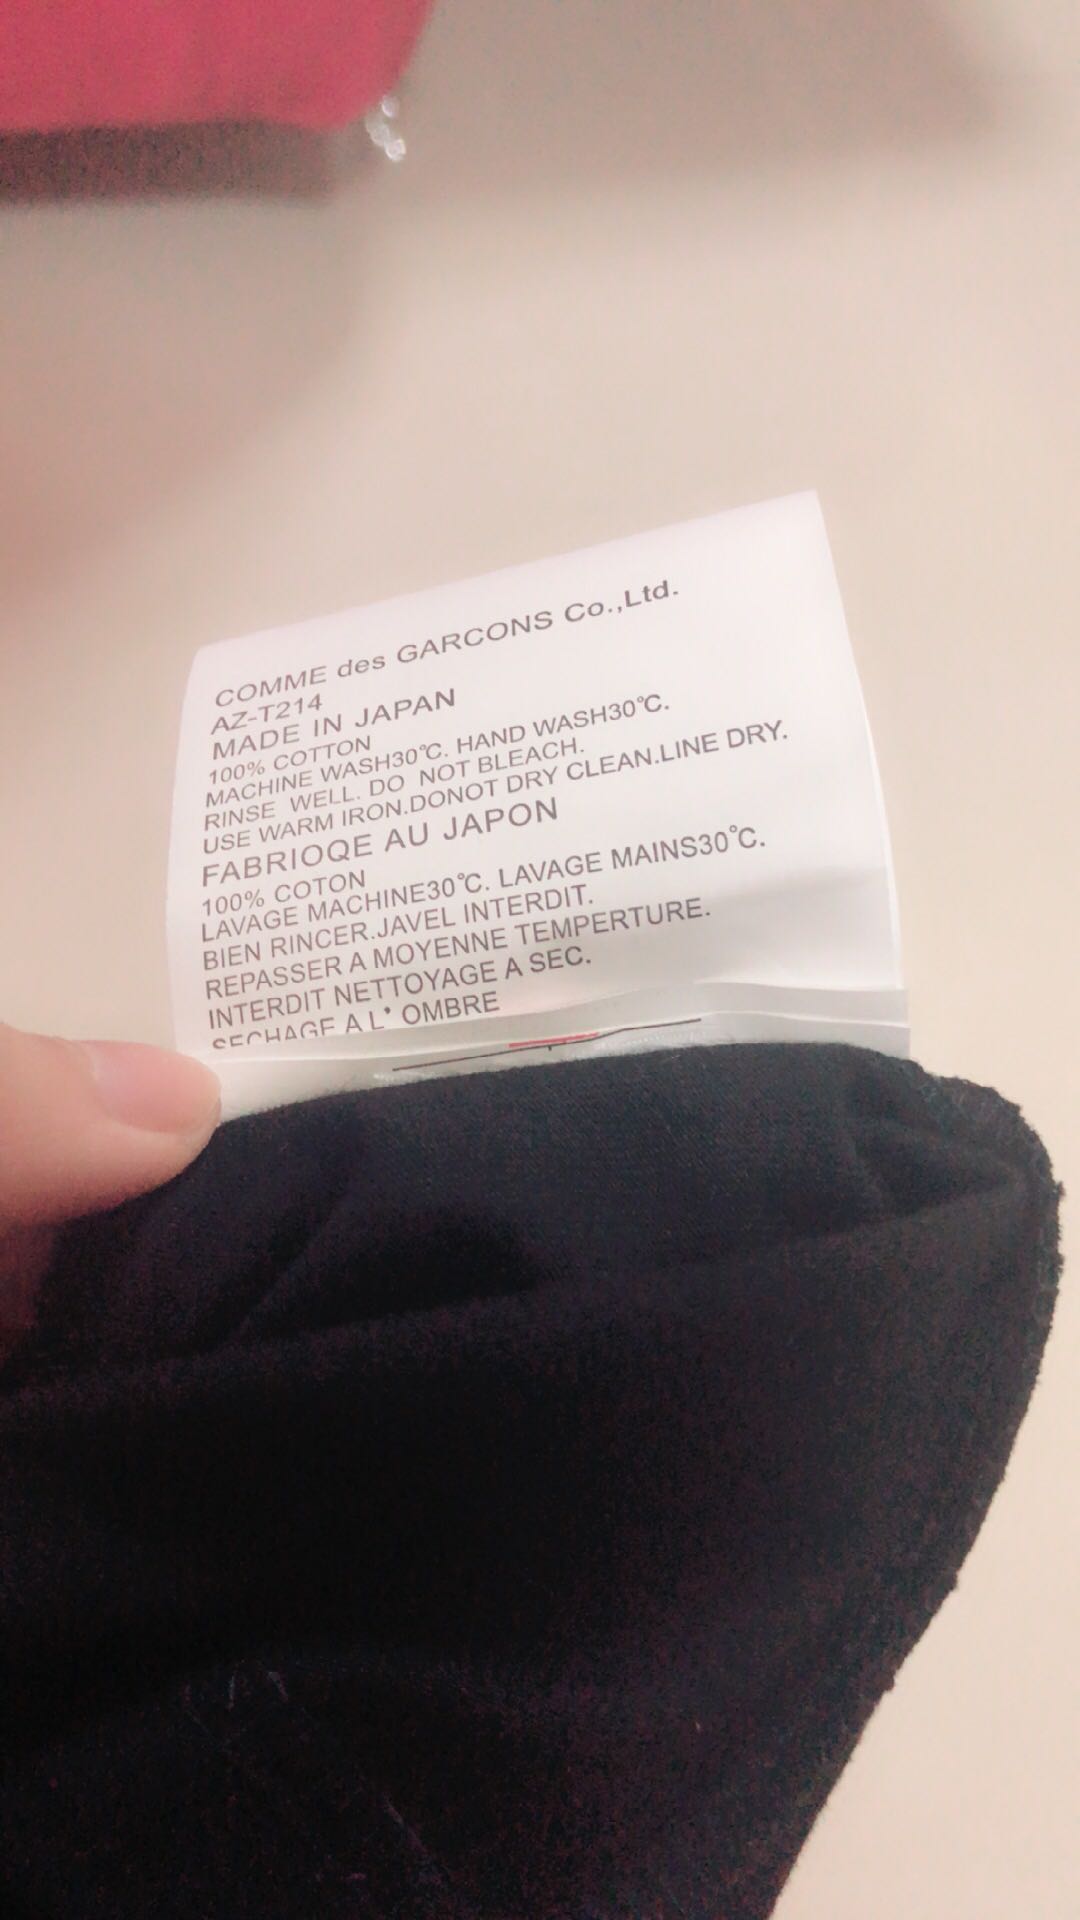 COMME des GARCONS Co.,Ltd.
AZ-T214
MADE IN JAPAN
100% COTTON
MACHINE WASH30℃. HAND WASH30℃.
RINSE WELL. DO NOT BLEACH.
USE WARM IRON.DONOT DRY CLEAN.LINE DRY.
FABRIOQE AU JAPON
100% COTON
LAVAGE MACHINE30℃. LAVAGE MAINS30℃.
BIEN RINCER.JAVEL INTERDIT.
REPASSER A MOYENNE TEMPERTURE.
INTERDIT NETTOYAGE A SEC.
SECHAGE A L' OMBRE